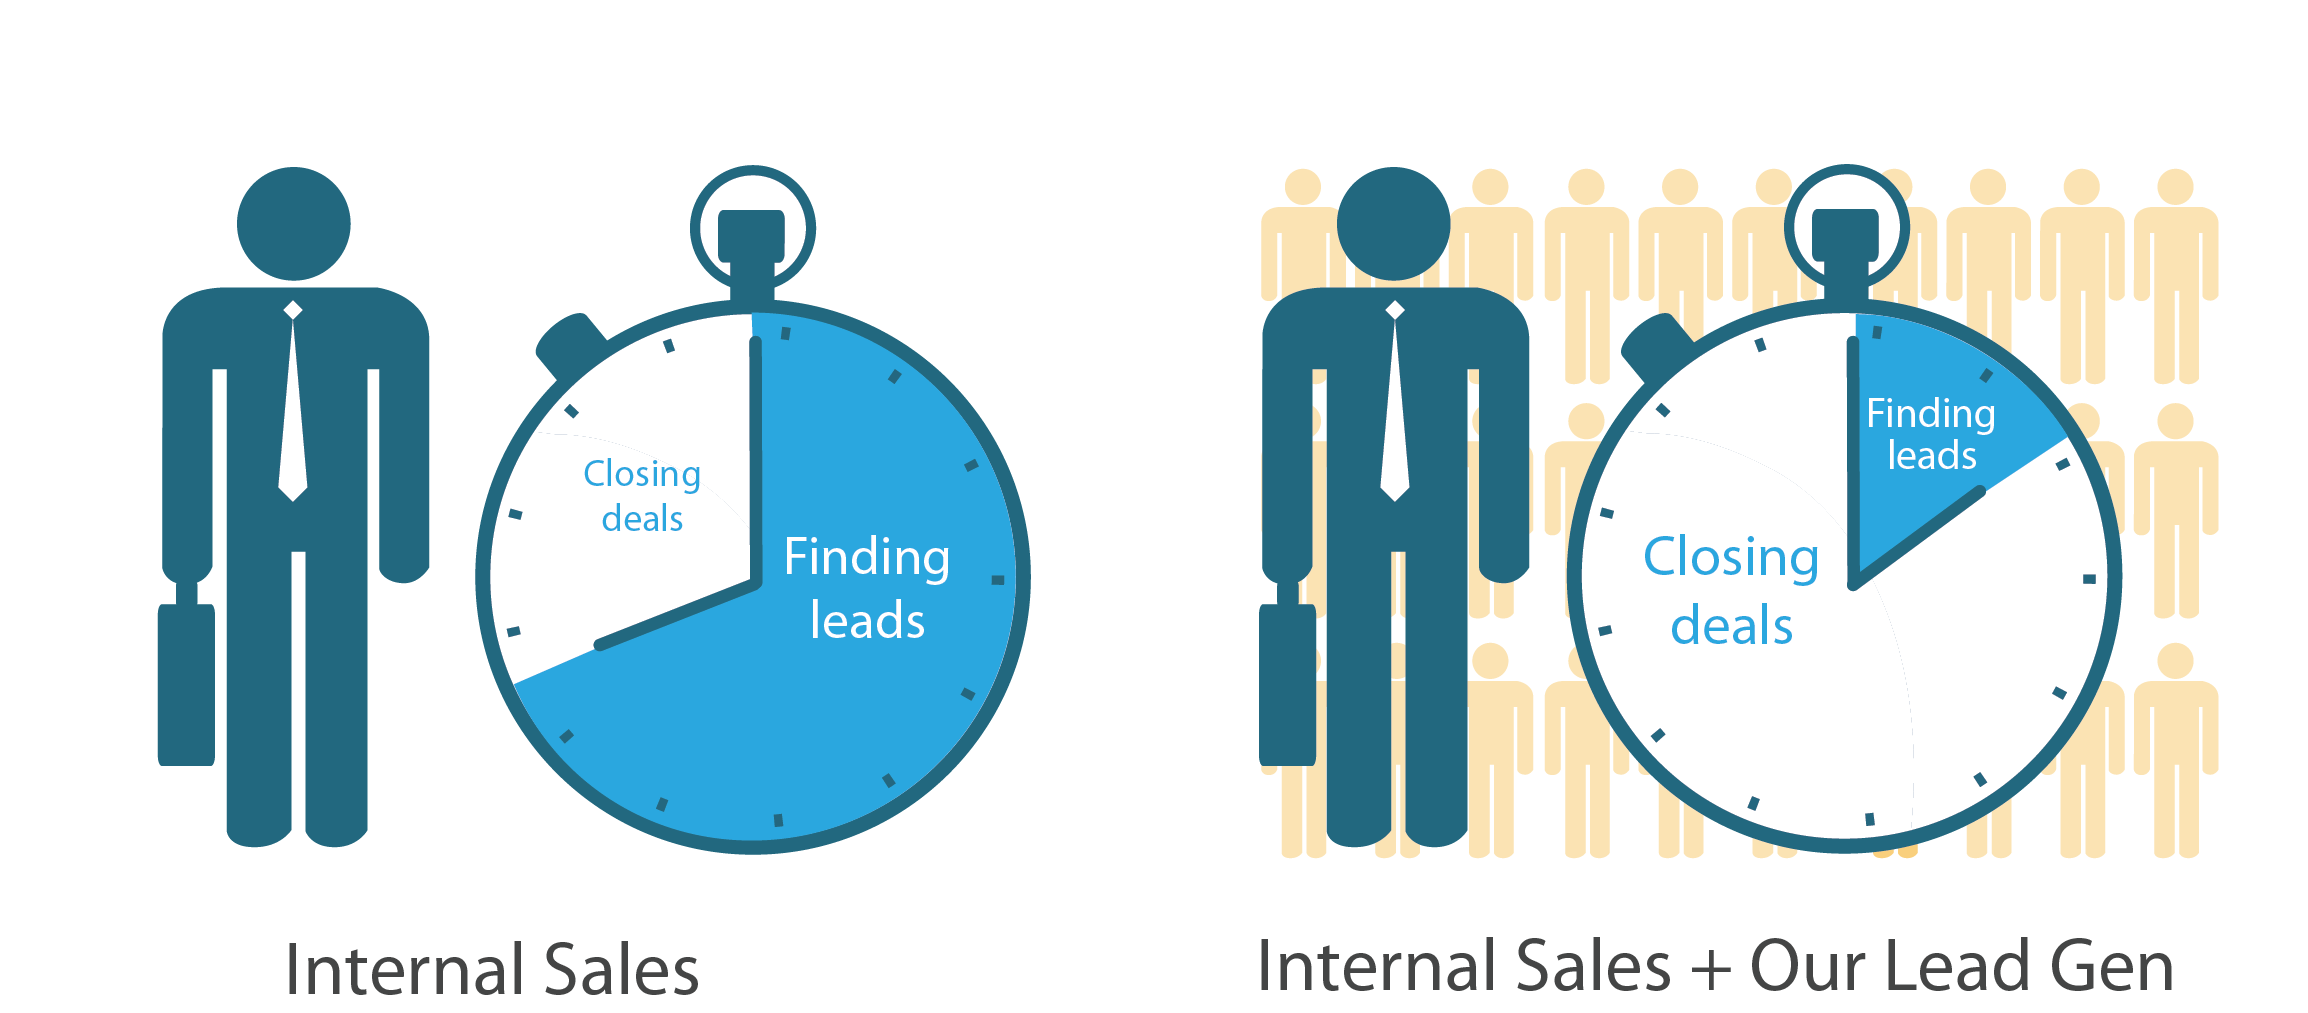 Closing
deals
Finding
leads
Internal Sales
Finding
leads
Closing
deals
Internal Sales + Our Lead Gen